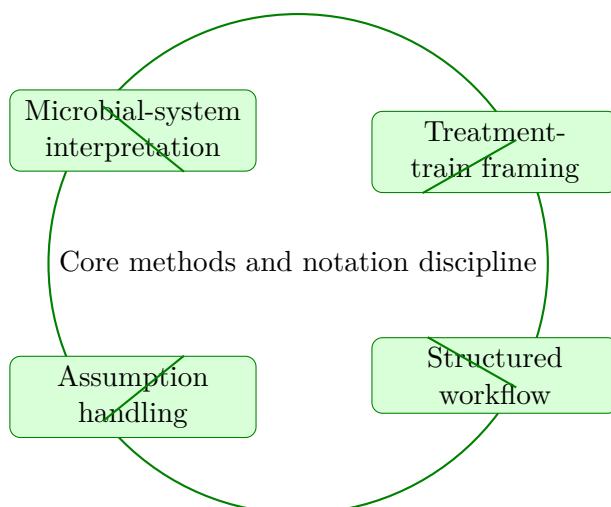 Microbial-system
interpretation
Treatment-
train framing
Core methods and notation discipline
Assumption
handling
Structured
workflow